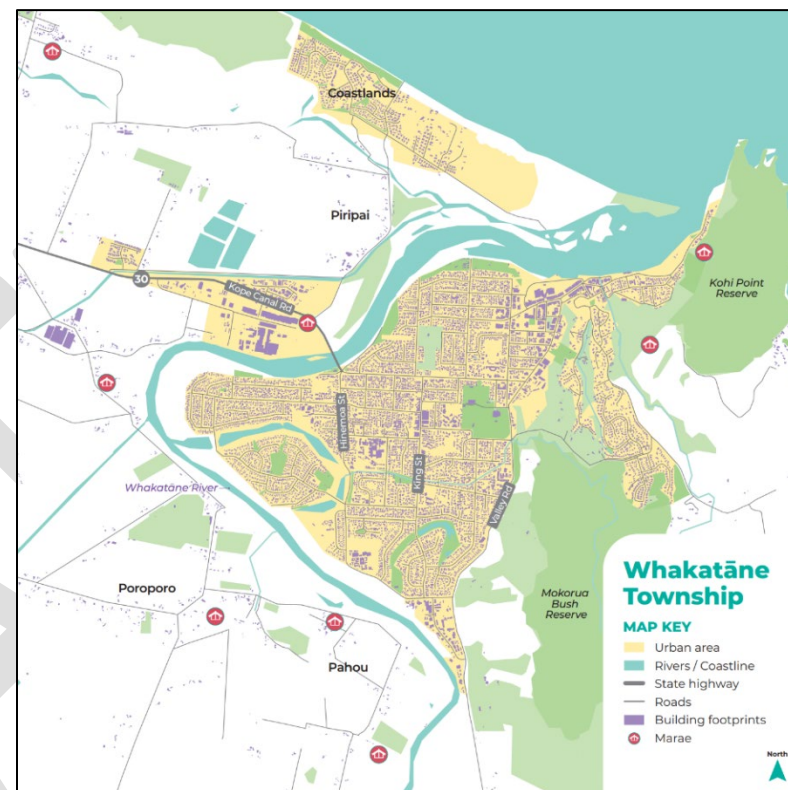 Coastlands
Piripai
30
Kope Canal Rd
Kohi Point
Reserve
Hinemoa St
King St
Valley Rd
Whakatāne River
Poroporo
Pahou
Mokorua
Bush
Reserve
Whakatāne
Township
MAP KEY
Urban area
Rivers / Coastline
State highway
Roads
Building footprints
Marae
North